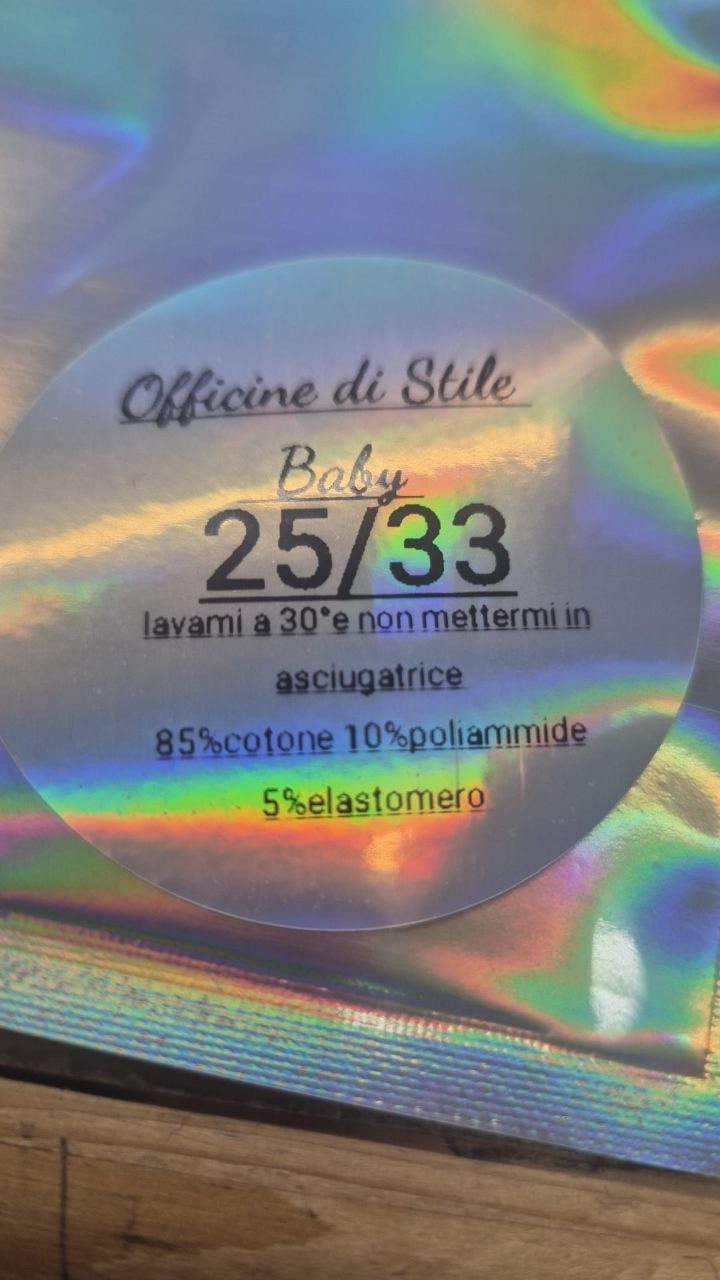 Officine di Stile
Baby
25/33
lavami a 30°e non mettermi in
asciugatrice
85%cotone 10%poliammide
5%elastomero